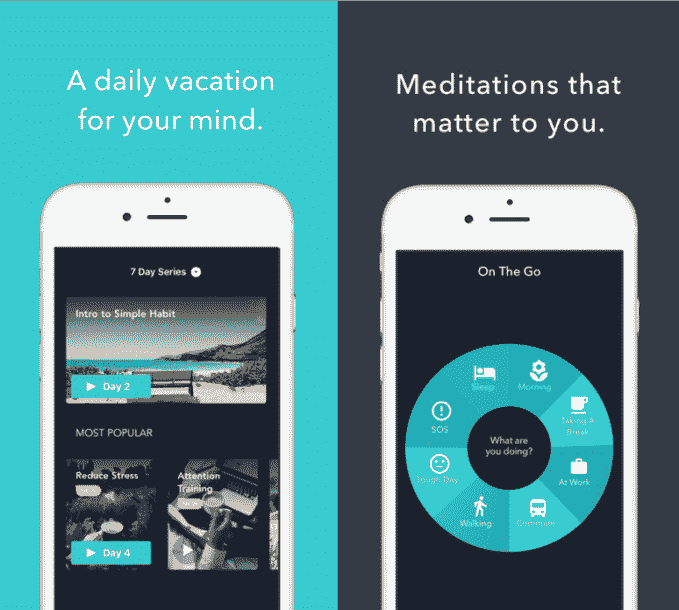 A daily vacation
for your mind.
7 Day Series
Intro to Simple Habit
Day 2
MOST POPULAR
Reduce Stress
Day 4
Attention
Training
Meditations that
matter to you.
On The Go
Sleep
Morning
SOS
Taking A
Break
What are
you doing?
Tough Day
At Work
Walking
Commute